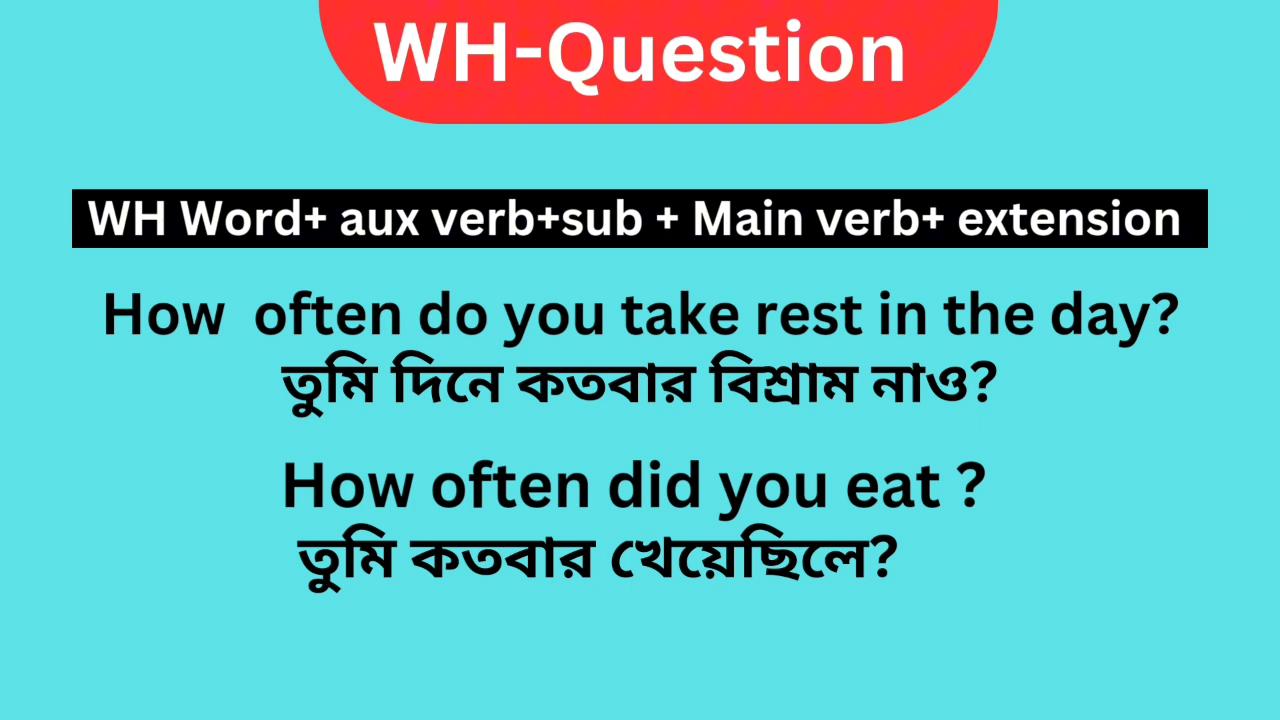 WH-Question
WH Word+ aux verb+sub + Main verb+ extension
How often do you take rest in the day?
তুমি দিনে কতবার বিশ্রাম নাও?
How often did you eat ?
তুমি কতবার খেয়েছিলে?